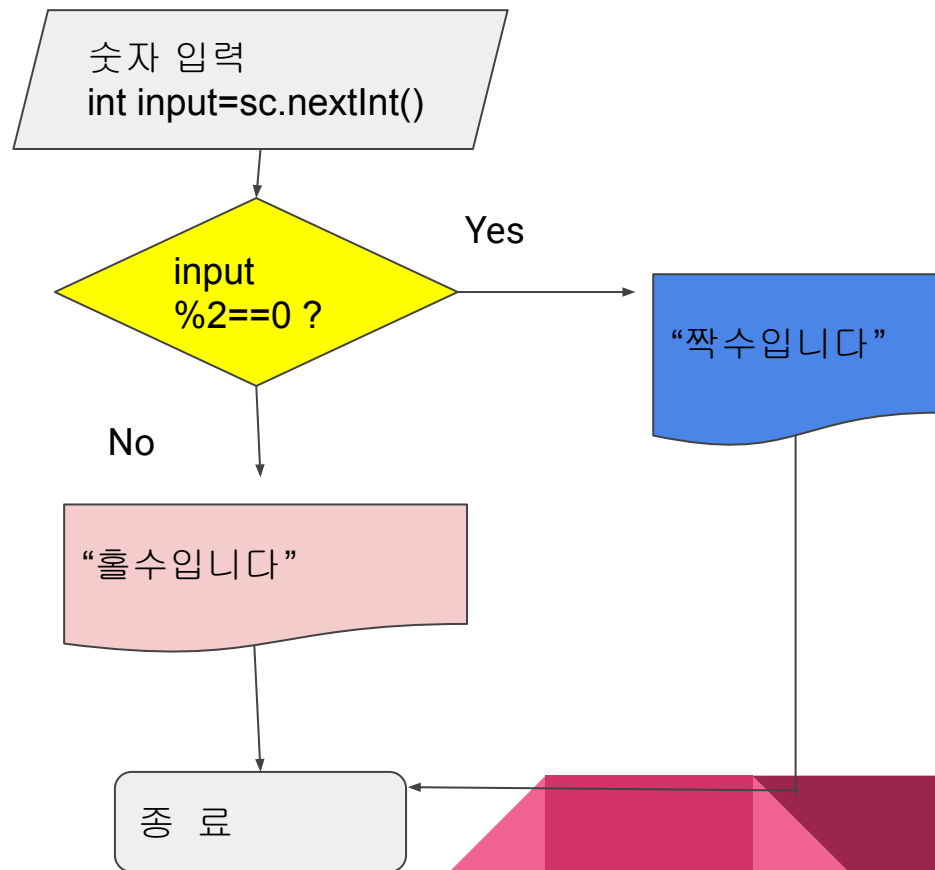 숫자 입력
int input=sc.nextInt()
Yes
input
%2==0 ?
“짝수입니다”
No
“홀수입니다”
종 료